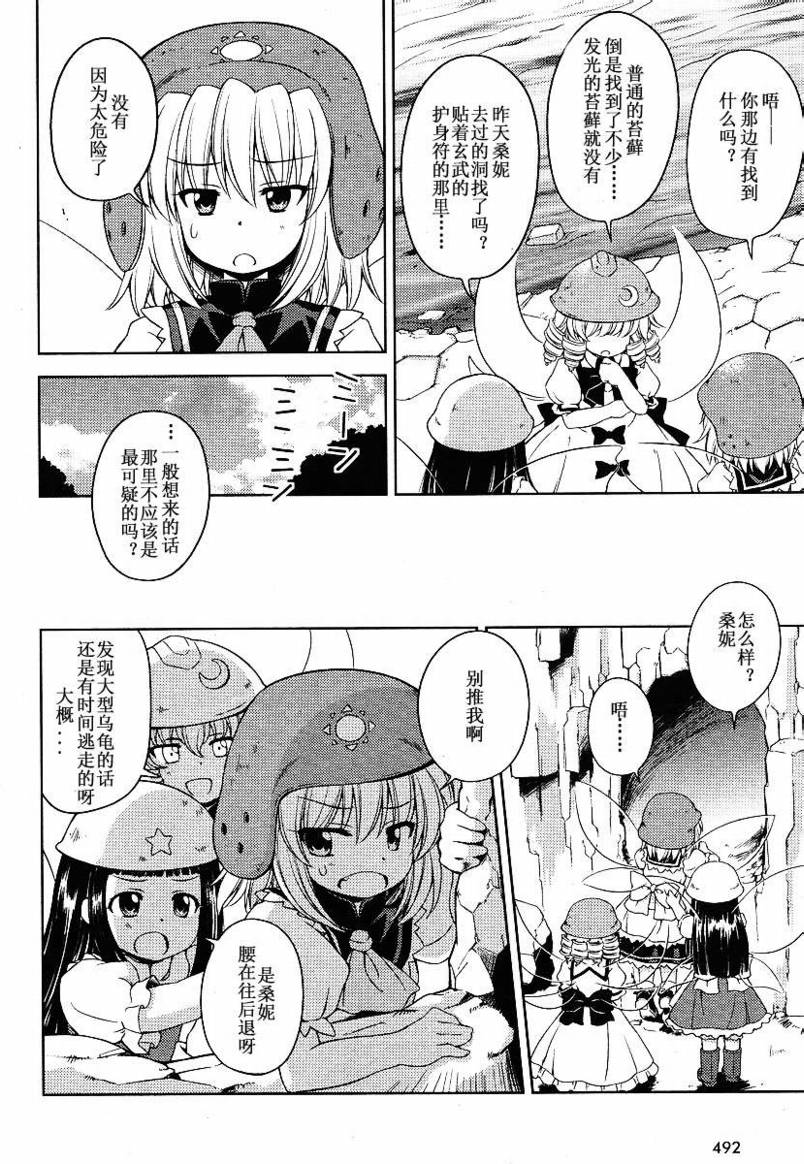 唔——
你那边有找到
什么吗？
普通的苔藓
倒是找到了不少……
发光的苔藓就没有
昨天桑妮
去过的洞找了吗？
贴着玄武的
护身符的那里……
没有
因为太危险了
…一般想来的话
那里不应该是
最可疑的吗？
怎么样？
桑妮
唔……
别推我啊
发现大型乌龟的话
还是有时间逃走的呀
大概...
是桑妮
腰在往后退呀
492